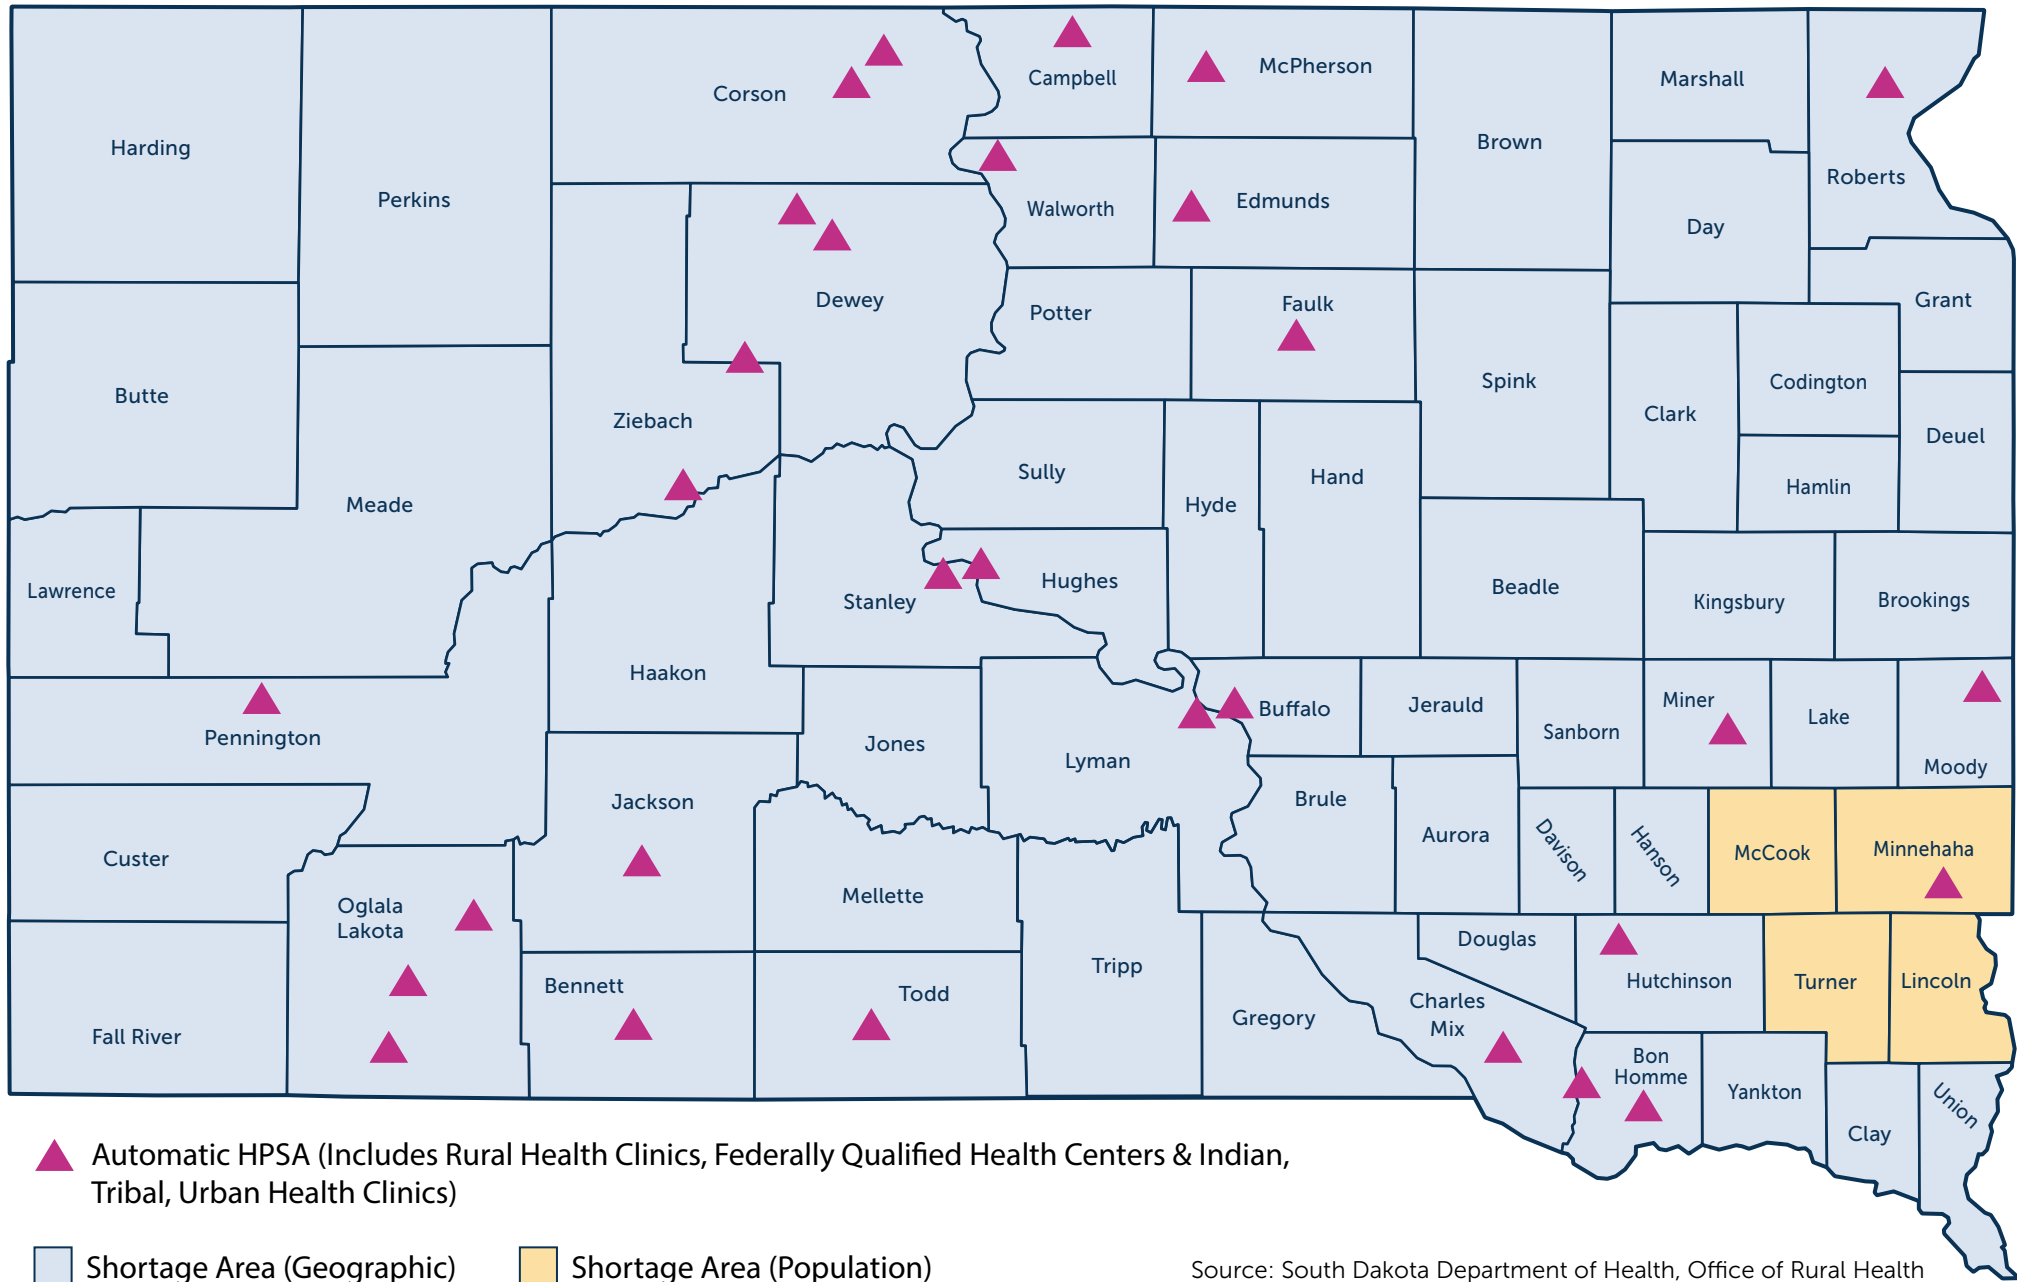 Harding
Perkins
Corson
Campbell
McPherson
Brown
Marshall
Roberts
Walworth
Edmunds
Day
Dewey
Potter
Faulk
Grant
Butte
Ziebach
Spink
Clark
Codington
Deuel
Meade
Sully
Hyde
Hand
Hamlin
Lawrence
Stanley
Hughes
Beadle
Kingsbury
Brookings
Haakon
Pennington
Jones
Lyman
Buffalo
Jerauld
Sanborn
Miner
Lake
Moody
Jackson
Brule
Aurora
Davison
Hanson
McCook
Minnehaha
Custer
Oglala
Lakota
Mellette
Tripp
Douglas
Hutchinson
Turner
Lincoln
Fall River
Bennett
Todd
Gregory
Charles
Mix
Bon
Homme
Yankton
Clay
Union
Automatic HPSA (Includes Rural Health Clinics, Federally Qualified Health Centers & Indian,
Tribal, Urban Health Clinics)
Shortage Area (Geographic)
Shortage Area (Population)
Source: South Dakota Department of Health, Office of Rural Health